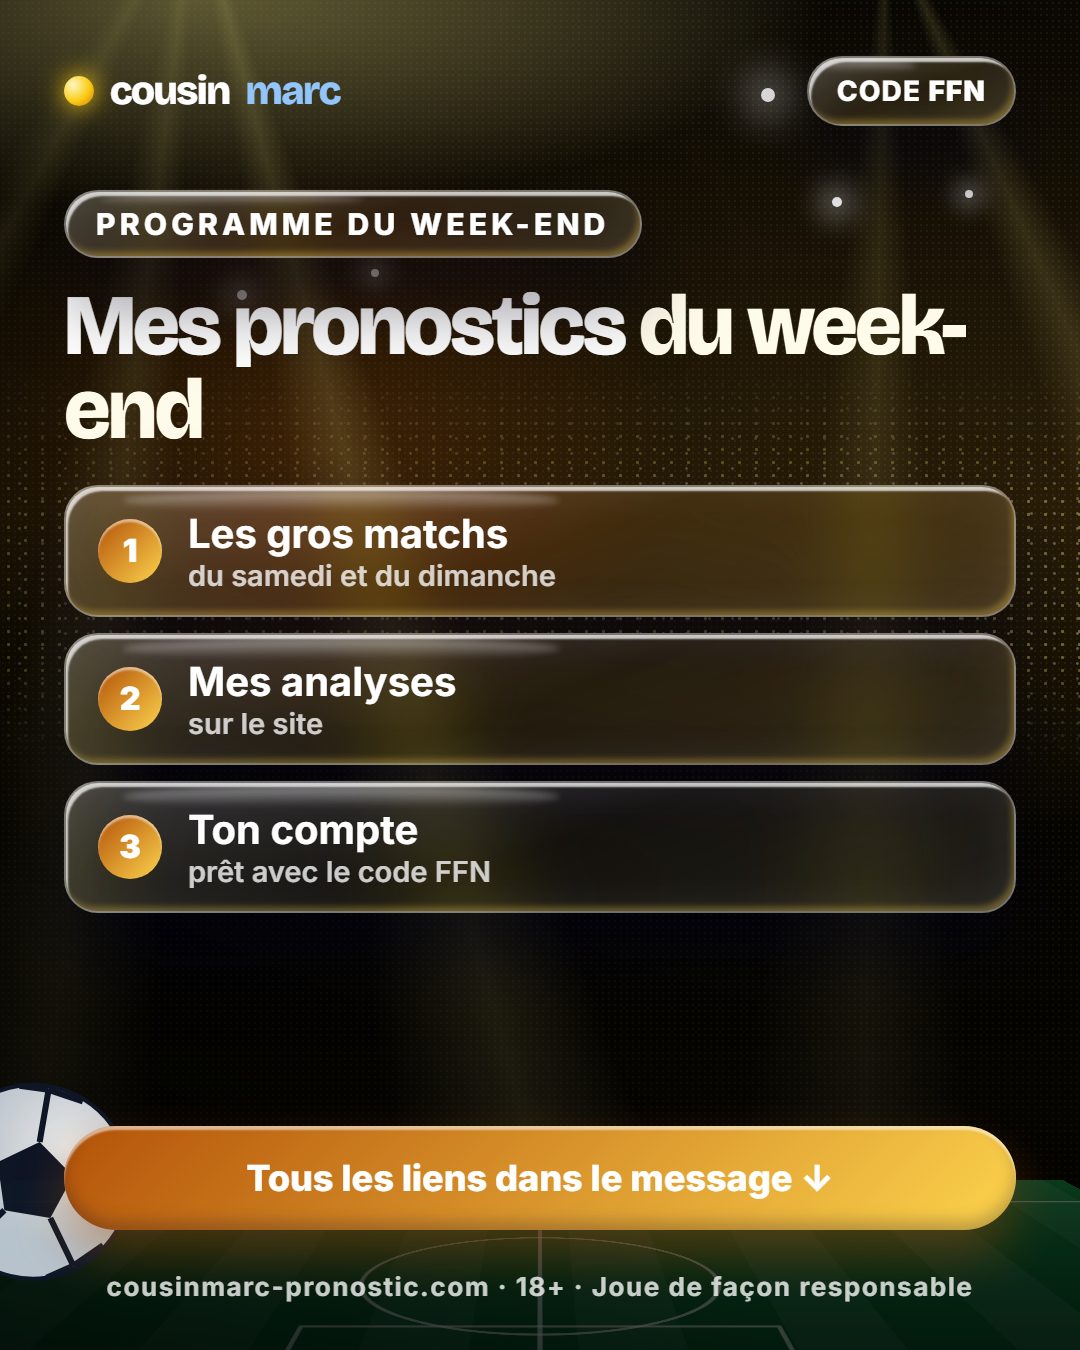 cousin marc
CODE FFN
PROGRAMME DU WEEK-END
Mes pronostics du week-
end
1
Les gros matchs
du samedi et du dimanche
2
Mes analyses
sur le site
3
Ton compte
prêt avec le code FFN
Tous les liens dans le message ↓
cousinmarc-pronostic.com · 18+ · Joue de façon responsable